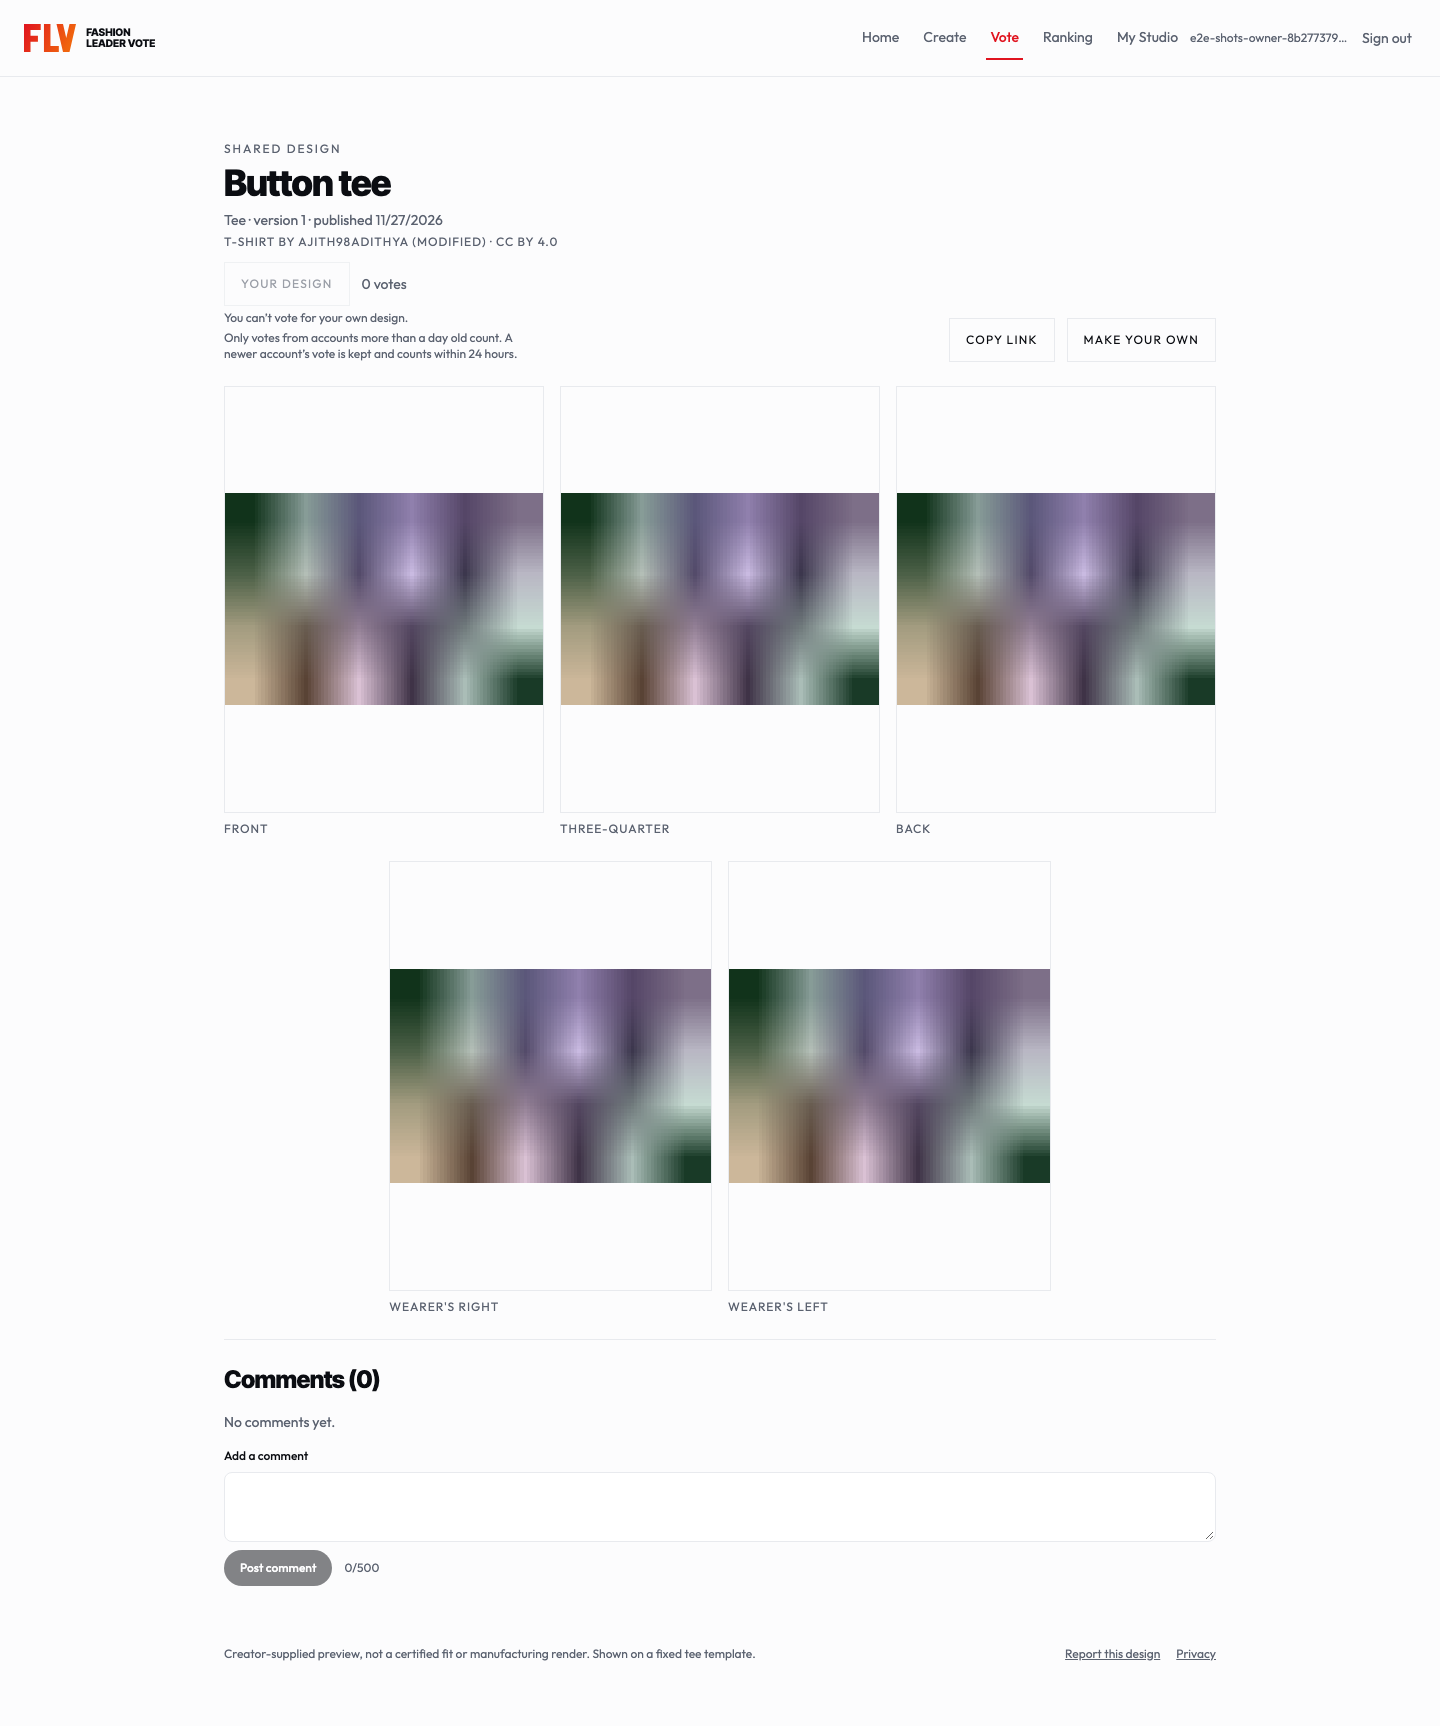 FLV FASHION
LEADER VOTE
Home Create Vote Ranking My Studio e2e-shots-owner-8b277379... Sign out
SHARED DESIGN
Button tee
Tee · version 1 · published 11/27/2026
T-SHIRT BY AJITH98ADITHYA (MODIFIED) · CC BY 4.0
YOUR DESIGN 0 votes
You can't vote for your own design.
Only votes from accounts more than a day old count. A
newer account's vote is kept and counts within 24 hours.
COPY LINK MAKE YOUR OWN
FRONT THREE-QUARTER BACK
WEARER'S RIGHT WEARER'S LEFT
Comments (0)
No comments yet.
Add a comment
Post comment 0/500
Creator-supplied preview, not a certified fit or manufacturing render. Shown on a fixed tee template. Report this design Privacy